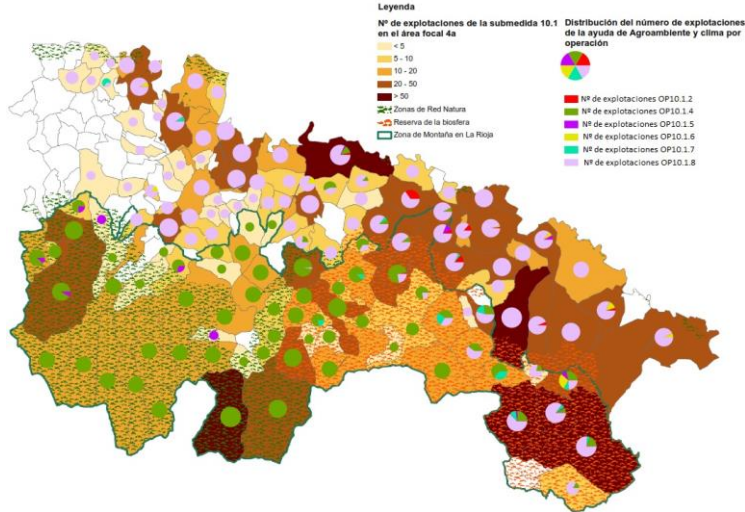 Leyenda
Nº de explotaciones de la submedida 10.1
en el área focal 4a
< 5
5 - 10
10 - 20
20 - 50
> 50
Zonas de Red Natura
Reserva de la biosfera
Zona de Montaña en La Rioja
Distribución del número de explotaciones
de la ayuda de Agroambiente y clima por
operación
Nº de explotaciones OP10.1.2
Nº de explotaciones OP10.1.4
Nº de explotaciones OP10.1.5
Nº de explotaciones OP10.1.6
Nº de explotaciones OP10.1.7
Nº de explotaciones OP10.1.8